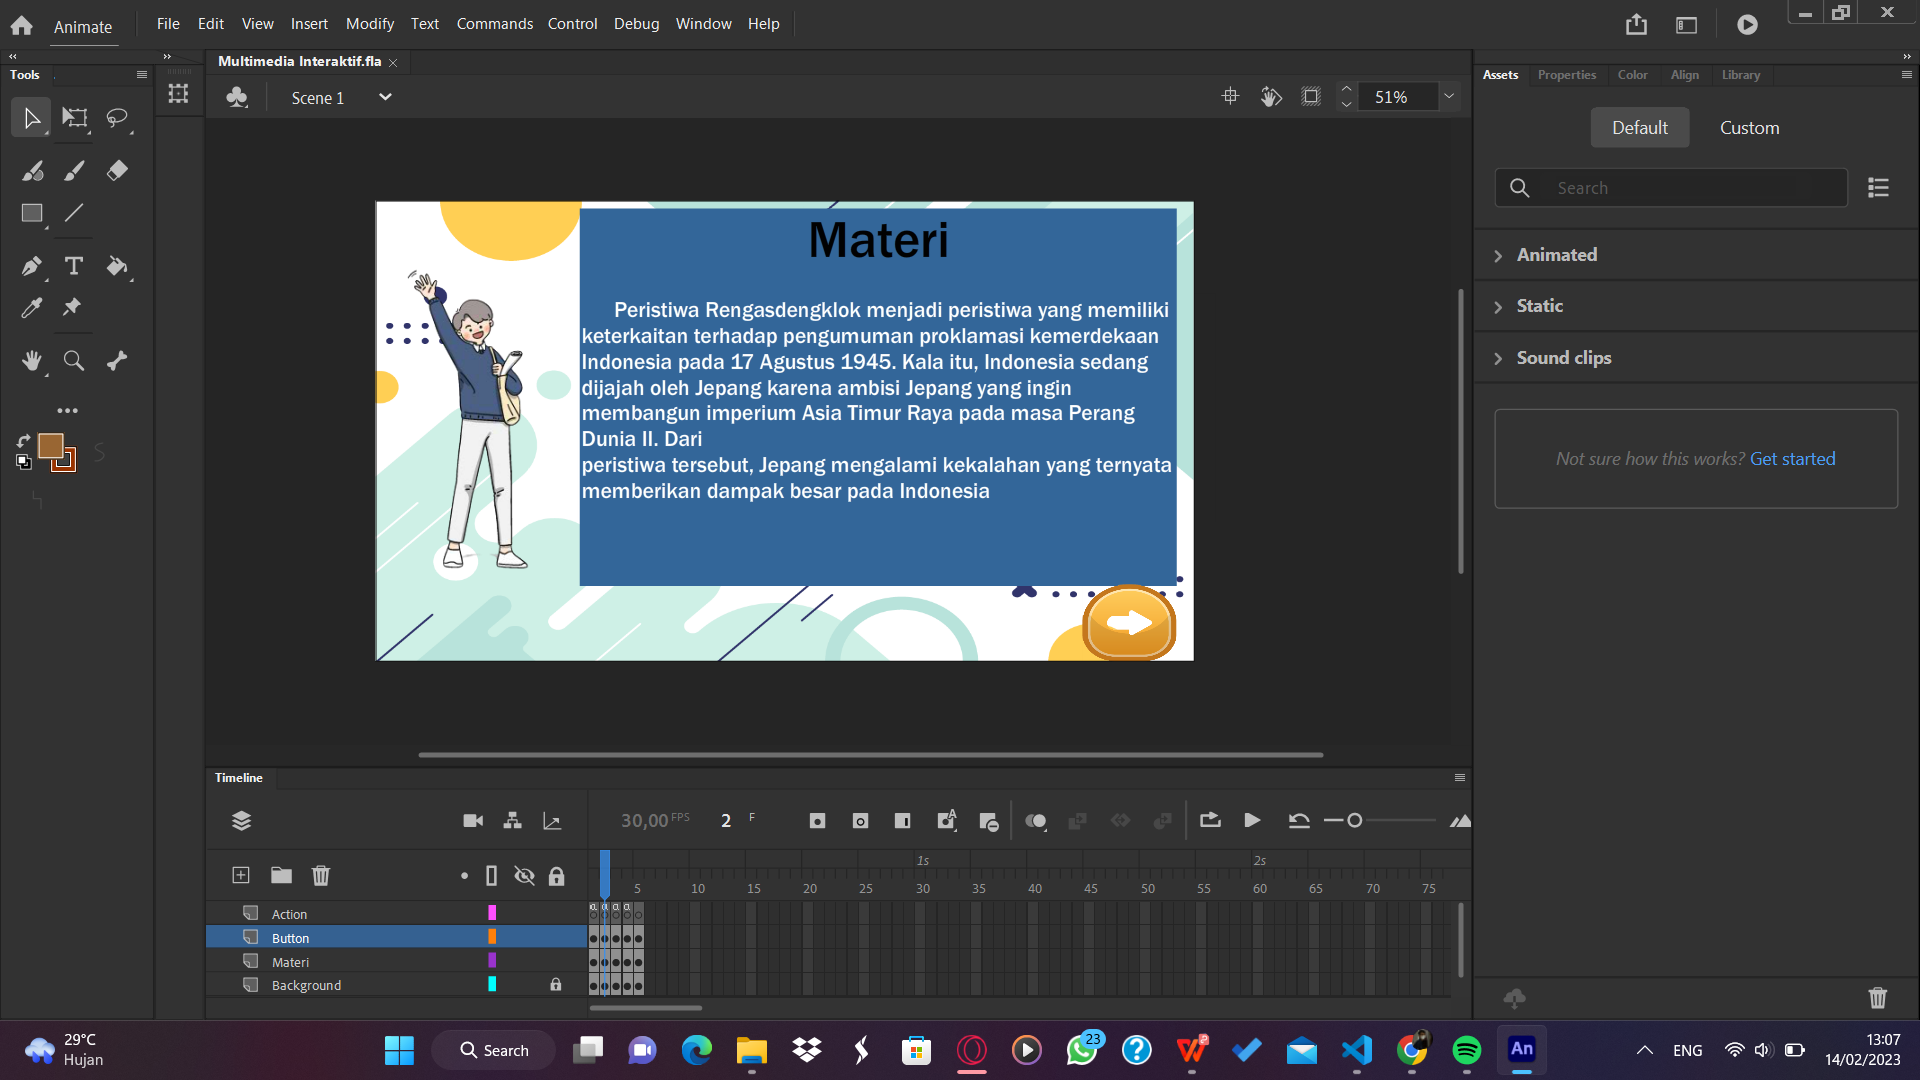 Animate
File Edit View Insert Modify Text Commands Control Debug Window Help
Tools
Multimedia Interaktif.fla
Scene 1
51%
Assets Properties Color Align Library
Default Custom
Search
Animated
Static
Sound clips
Not sure how this works? Get started
Materi
Peristiwa Rengasdengklok menjadi peristiwa yang memiliki
keterkaitan terhadap pengumuman proklamasi kemerdekaan
Indonesia pada 17 Agustus 1945. Kala itu, Indonesia sedang
dijajah oleh Jepang karena ambisi Jepang yang ingin
membangun imperium Asia Timur Raya pada masa Perang
Dunia II. Dari
peristiwa tersebut, Jepang mengalami kekalahan yang ternyata
memberikan dampak besar pada Indonesia
Timeline
30,00 FPS 2 F
1s 2s
5 10 15 20 25 30 35 40 45 50 55 60 65 70 75
Action
Button
Materi
Background
29°C
Hujan
Search
23
An
ENG
13:07
14/02/2023